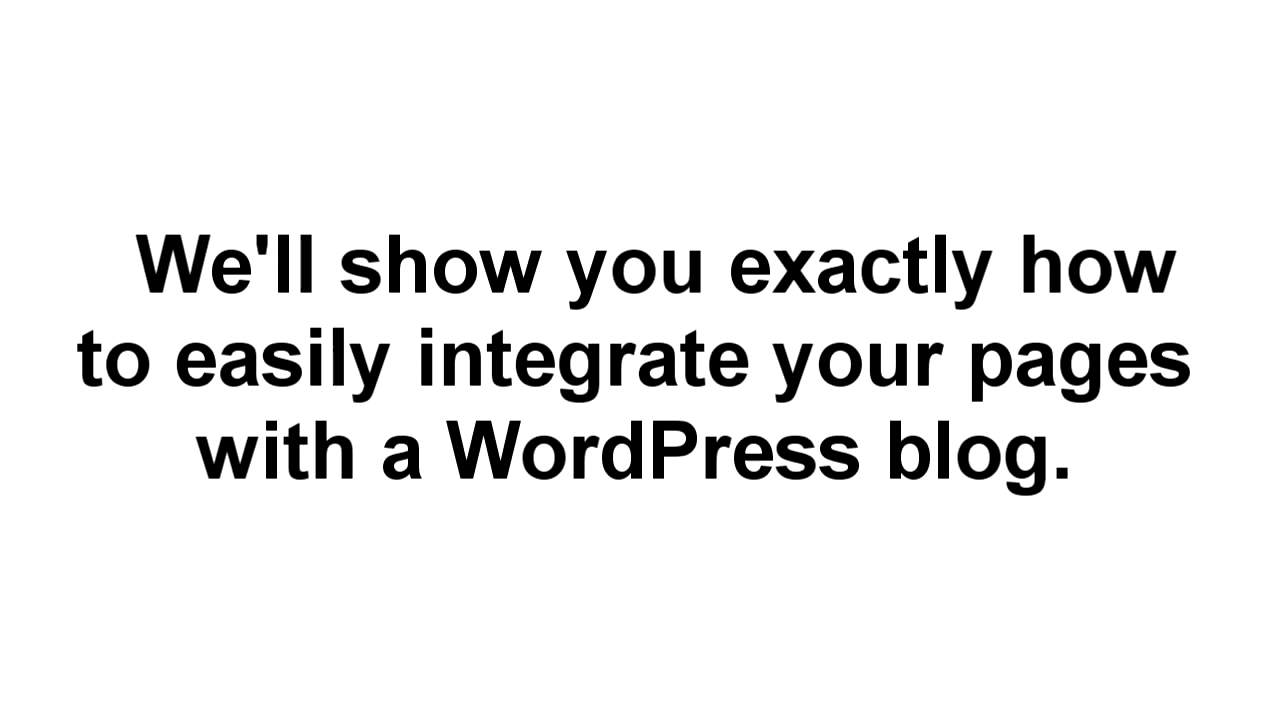 We'll show you exactly how
to easily integrate your pages
with a WordPress blog.